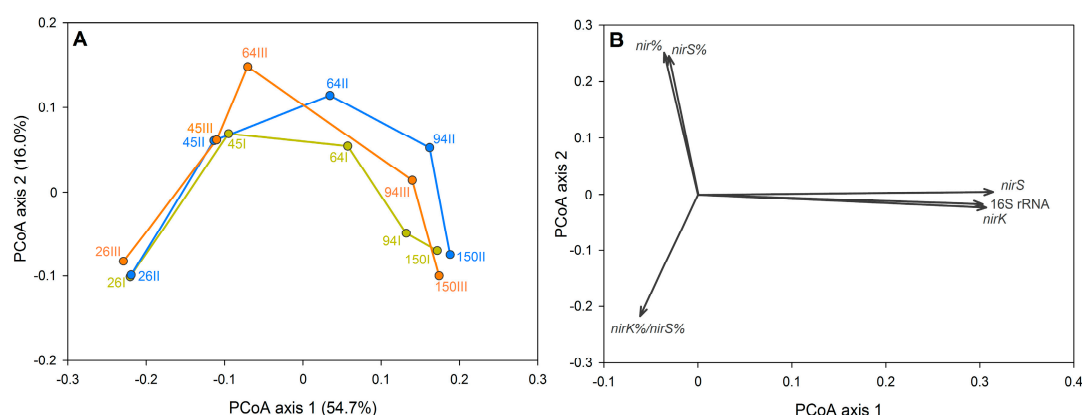 A
0.2
0.1
0
-0.1
-0.2
PCoA axis 2 (16.0%)
64III
64II
45III
45II
45I
64I
94II
94III
94I
150I
150II
150III
26III
26I
26II
-0.3
-0.2
-0.1
0
0.1
0.2
0.3
PCoA axis 1 (54.7%)
B
0.3
0.2
0.1
0
-0.1
-0.2
-0.3
PCoA axis 2
nir%
nirS%
nirS
16S rRNA
nirK
nirK%/nirS%
-0.1
0
0.1
0.2
0.3
0.4
PCoA axis 1